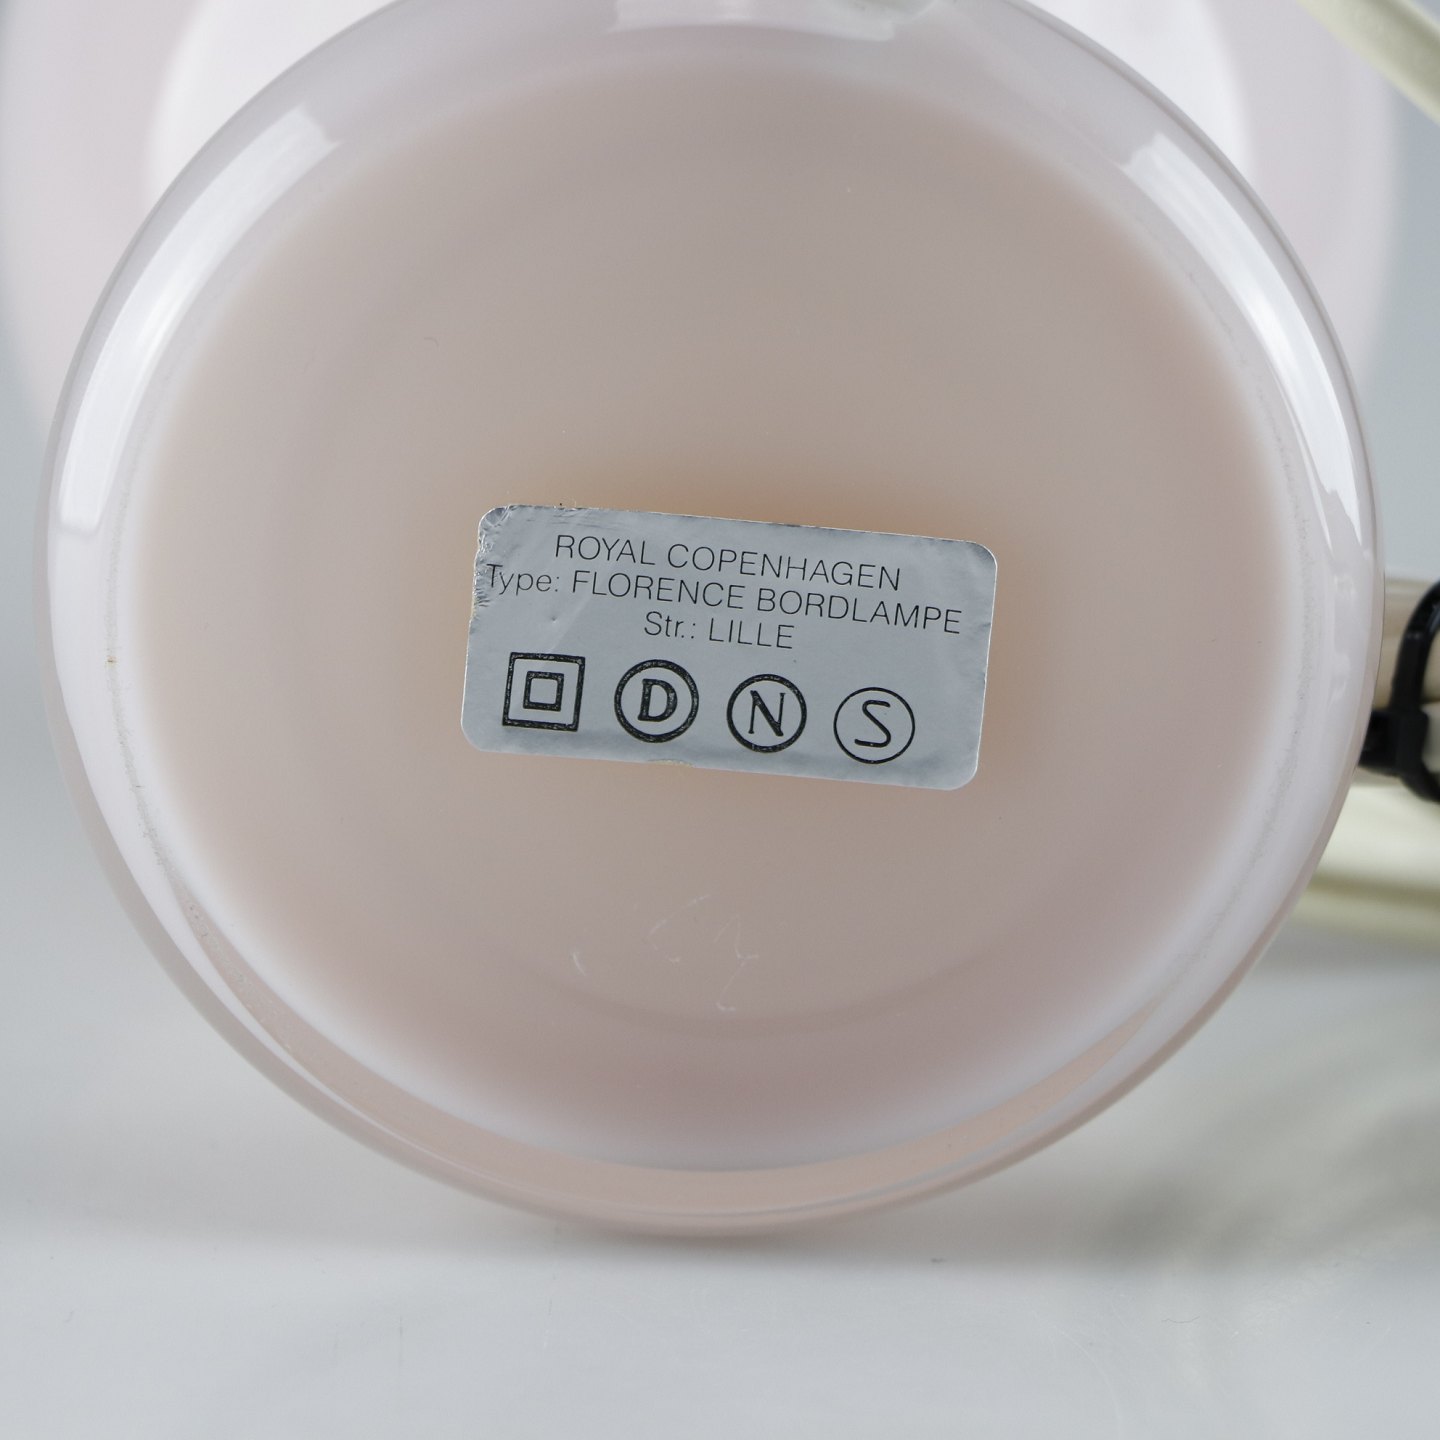 ROYAL COPENHAGEN
Type: FLORENCE BORDLAMPE
Str.: LILLE
D N S